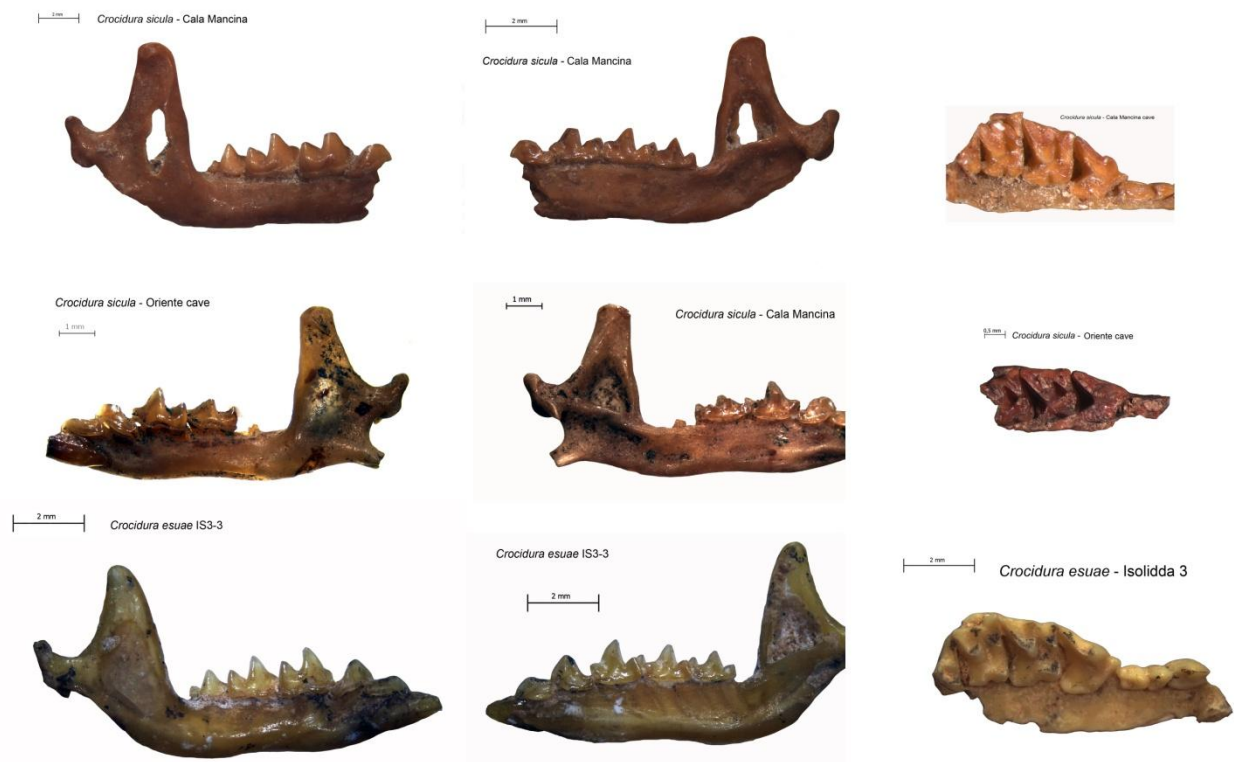 2 mm
Crocidura sicula - Cala Mancina
2 mm
Crocidura sicula - Cala Mancina
Crocidura sicula - Cala Mancina cave
Crocidura sicula - Oriente cave
1 mm
1 mm
Crocidura sicula - Cala Mancina
0,5 mm
Crocidura sicula - Oriente cave
2 mm
Crocidura esuae IS3-3
Crocidura esuae IS3-3
2 mm
2 mm
Crocidura esuae - Isolidda 3